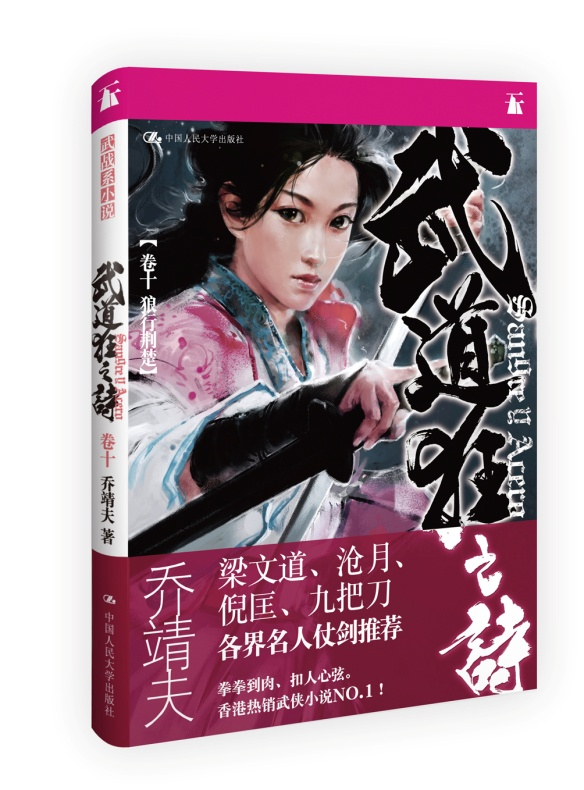 武战系小说
武道狂之詩
Sangre y Acero
卷十
乔靖夫 著
中国人民大学出版社
中国人民大学出版社
【卷十 狼行荆楚】
武道狂之詩
Sangre y Acero
乔靖夫
梁文道、沧月、
倪匡、九把刀
各界名人仗剑推荐
拳拳到肉、扣人心弦。
香港热销武侠小说NO.1！